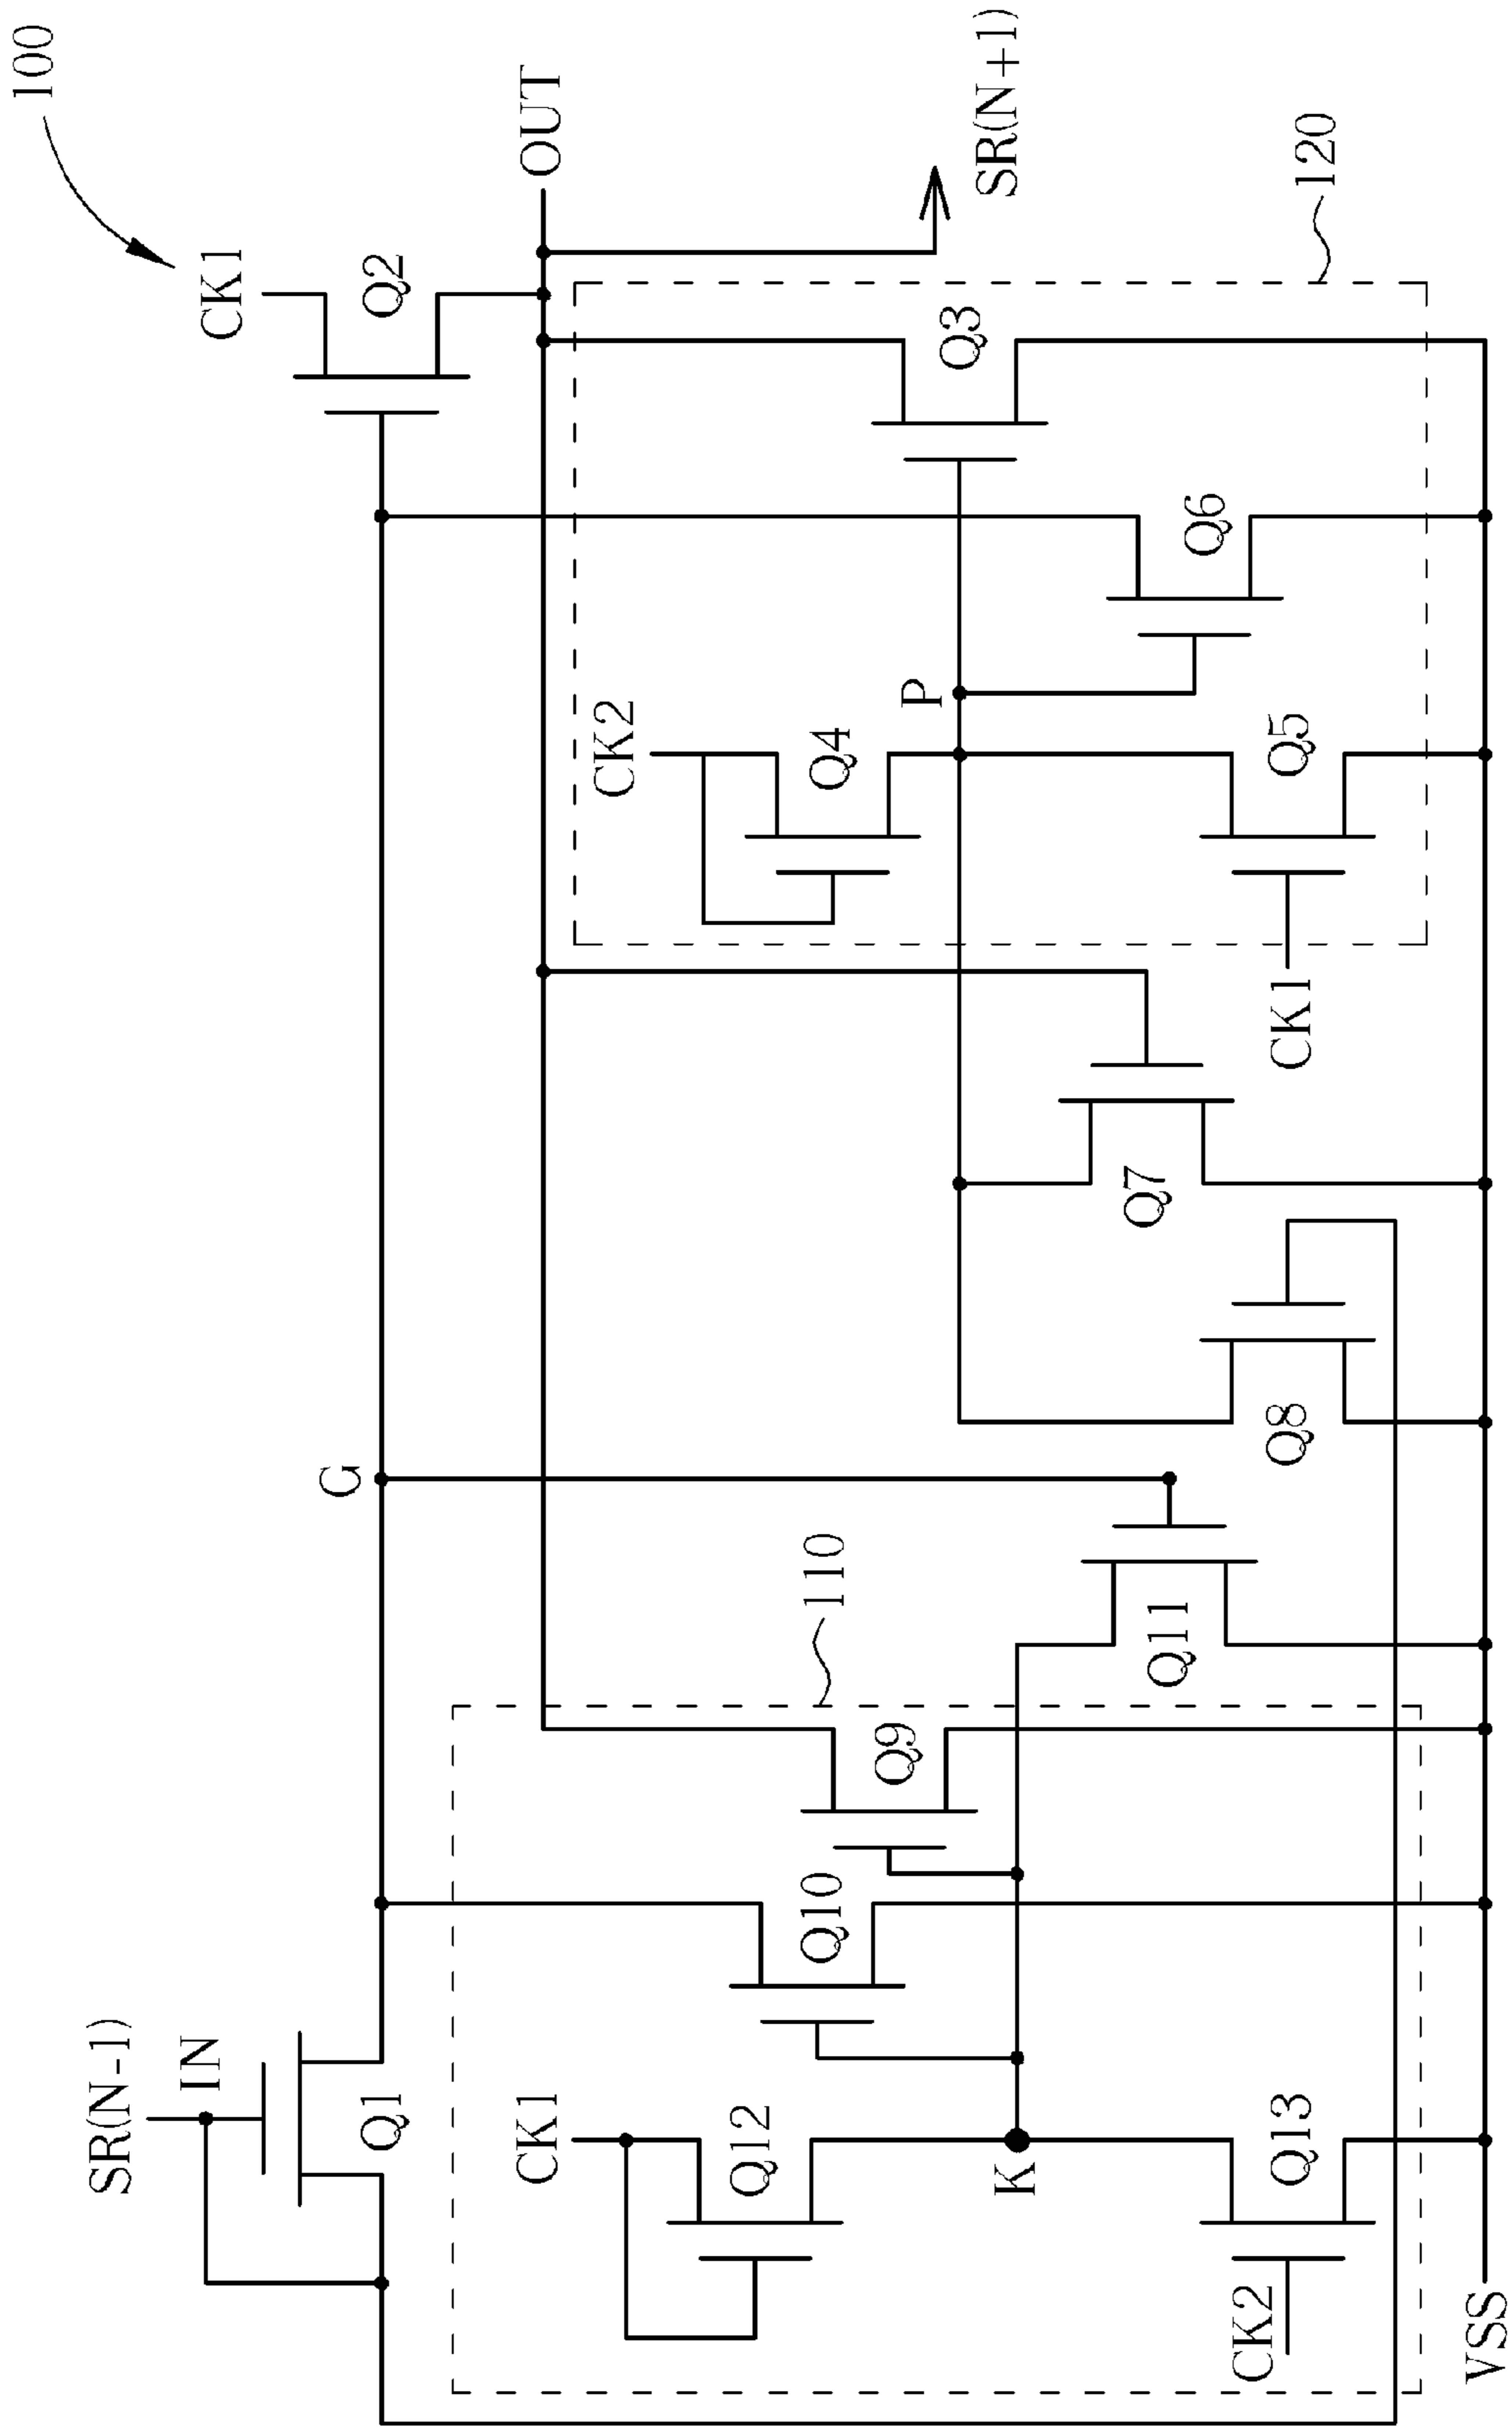 100
SR(N-1)
IN
Q1
G
CK1
Q2
OUT
SR(N+1)
110
120
CK1
Q12
K
Q13
CK2
Q10
Q9
Q11
Q8
Q7
CK2
Q4
P
Q5
CK1
Q6
Q3
VSS